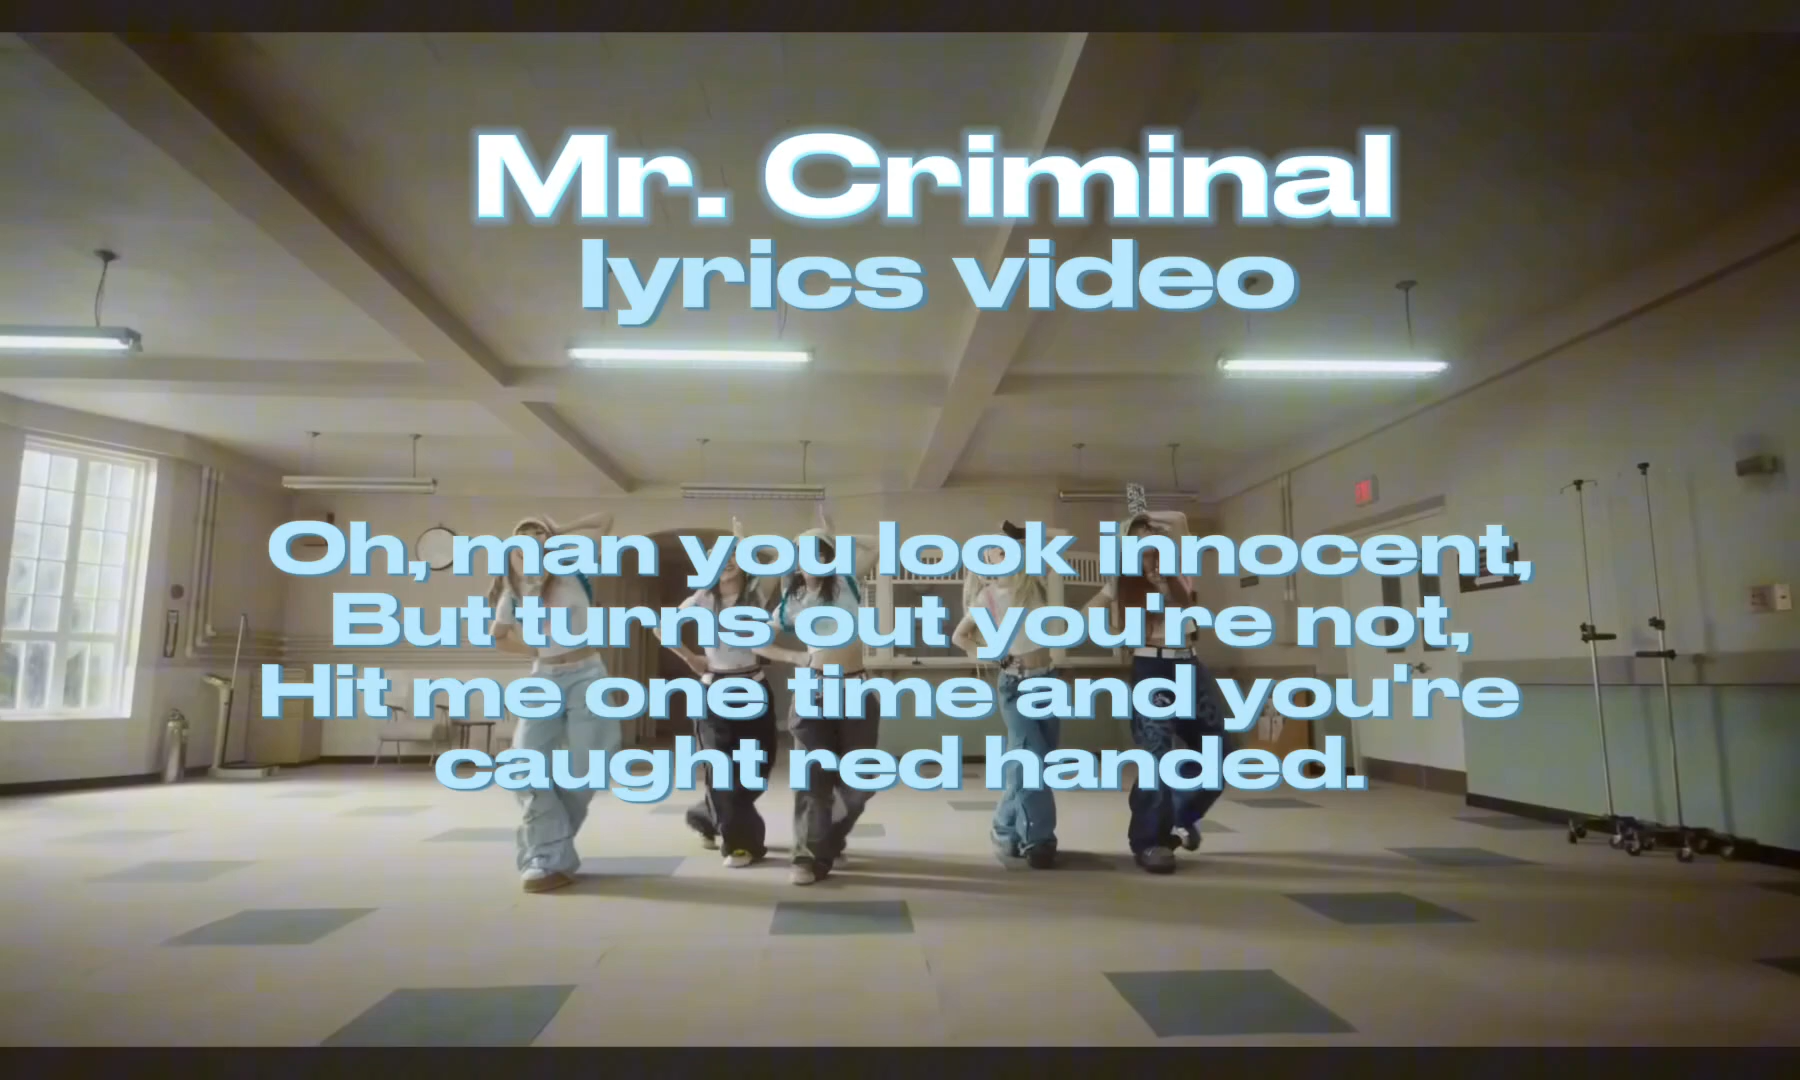 Mr. Criminal
lyrics video
Oh, man you look innocent,
But turns out you're not,
Hit me one time and you're
caught red handed.